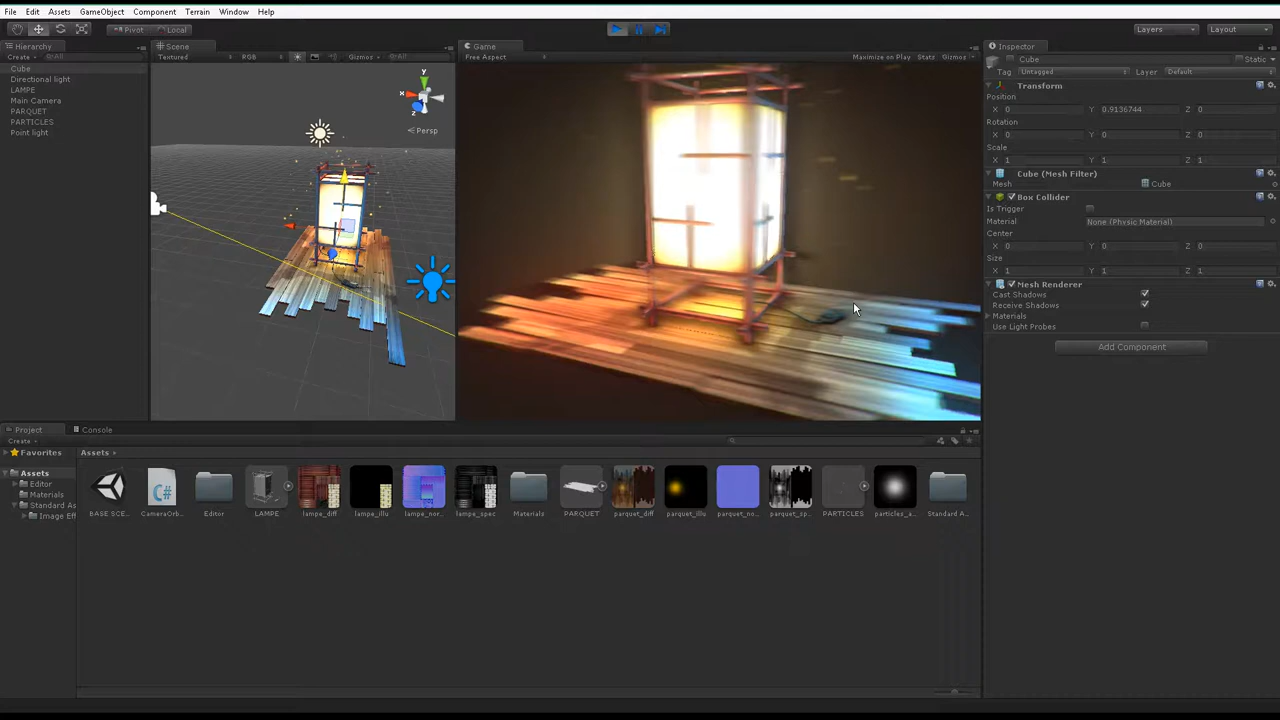 File Edit Assets GameObject Component Terrain Window Help
Pivot Local Layers Layout
Hierarchy Scene Game Inspector
Create All Textured RGB Gizmos All Free Aspect Maximize on Play Stats Gizmos
Cube
Directional light
LAMPE
Main Camera
PARQUET
PARTICLES
Point light
y
x
z
Persp
Cube Static
Tag Untagged Layer Default
Transform
Position
X 0 Y 0.9136744 Z 0
Rotation
X 0 Y 0 Z 0
Scale
X 1 Y 1 Z 1
Cube (Mesh Filter)
Mesh Cube
Box Collider
Is Trigger
Material None (Physic Material)
Center
X 0 Y 0 Z 0
Size
X 1 Y 1 Z 1
Mesh Renderer
Cast Shadows
Receive Shadows
Materials
Use Light Probes
Add Component
Project Console
Create
Favorites
Assets
Editor
Materials
Standard As
Image Eff
Assets
BASE SCE... CameraOrb... Editor LAMPE lampe_diff lampe_illu lampe_nor... lampe_spec Materials PARQUET parquet_diff parquet_illu parquet_no... parquet_sp... PARTICLES particles_a... Standard A...